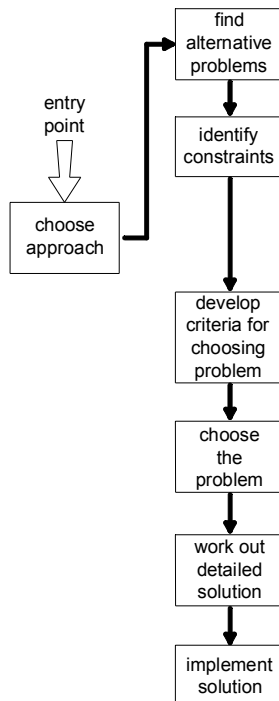 entry
point
choose
approach
find
alternative
problems
identify
constraints
develop
criteria for
choosing
problem
choose
the
problem
work out
detailed
solution
implement
solution